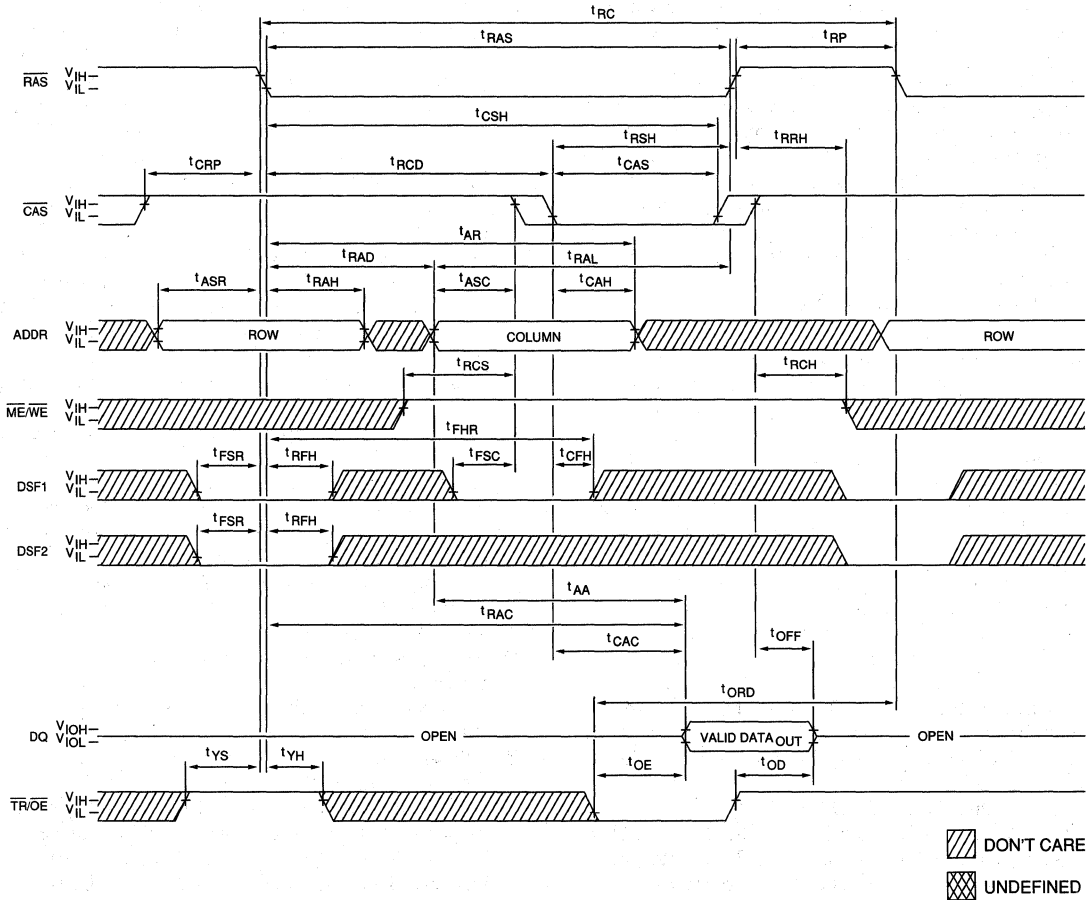 tRC
tRAS
tRP
RAS VIH VIL
tCSH
tRSH
tRRH
tCRP
tRCD
tCAS
CAS VIH VIL
tAR
tRAD
tRAL
tASR
tRAH
tASC
tCAH
ADDR VIH VIL ROW COLUMN ROW
tRCS
tRCH
ME/WE VIH VIL
tFHR
tFSR
tRFH
tFSC
tCFH
DSF1 VIH VIL
tFSR
tRFH
DSF2 VIH VIL
tAA
tRAC
tOFF
tCAC
tORD
DQ VIOH VIOL OPEN VALID DATAOUT OPEN
tYS
tYH
tOE
tOD
TR/OE VIH VIL
DON'T CARE
UNDEFINED